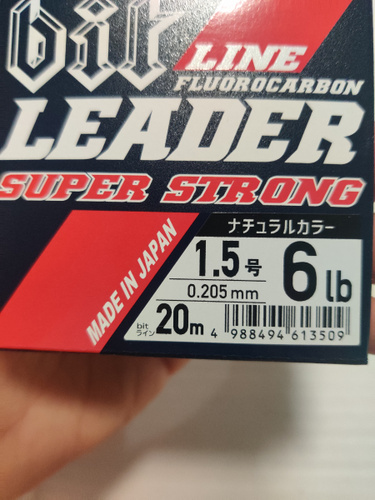 bit
LINE
FLUOROCARBON
LEADER
SUPER STRONG
MADE IN JAPAN
ナチュラルカラー
1.5号
0.205mm
6lb
bit
ライン
20m
4 988494 613509